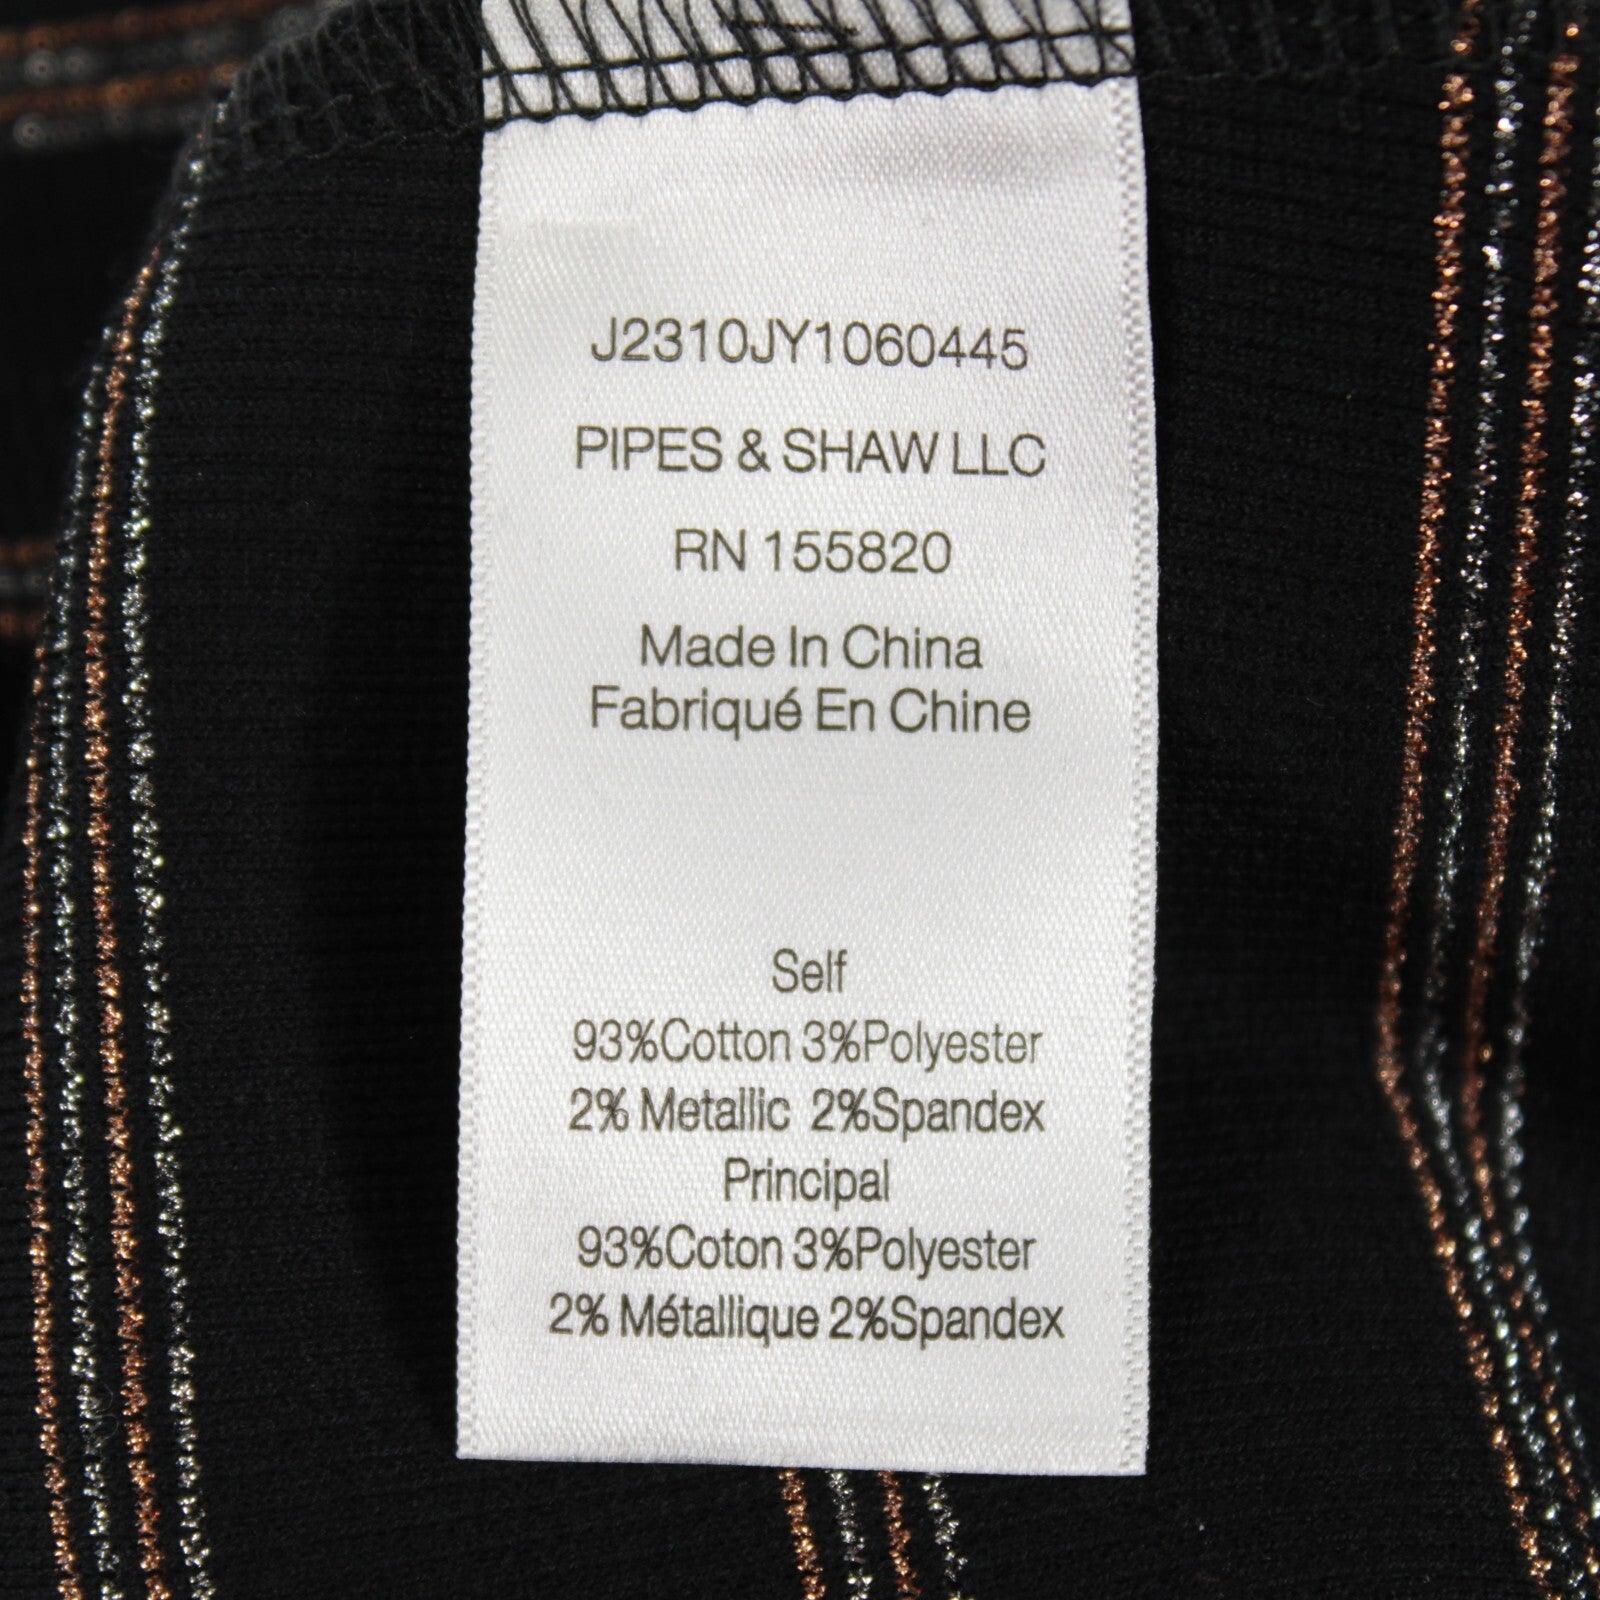 J2310JY1060445
PIPES & SHAW LLC
RN 155820
Made In China
Fabriqué En Chine
Self
93%Cotton 3%Polyester
2% Metallic 2%Spandex
Principal
93%Coton 3%Polyester
2% Métallique 2%Spandex